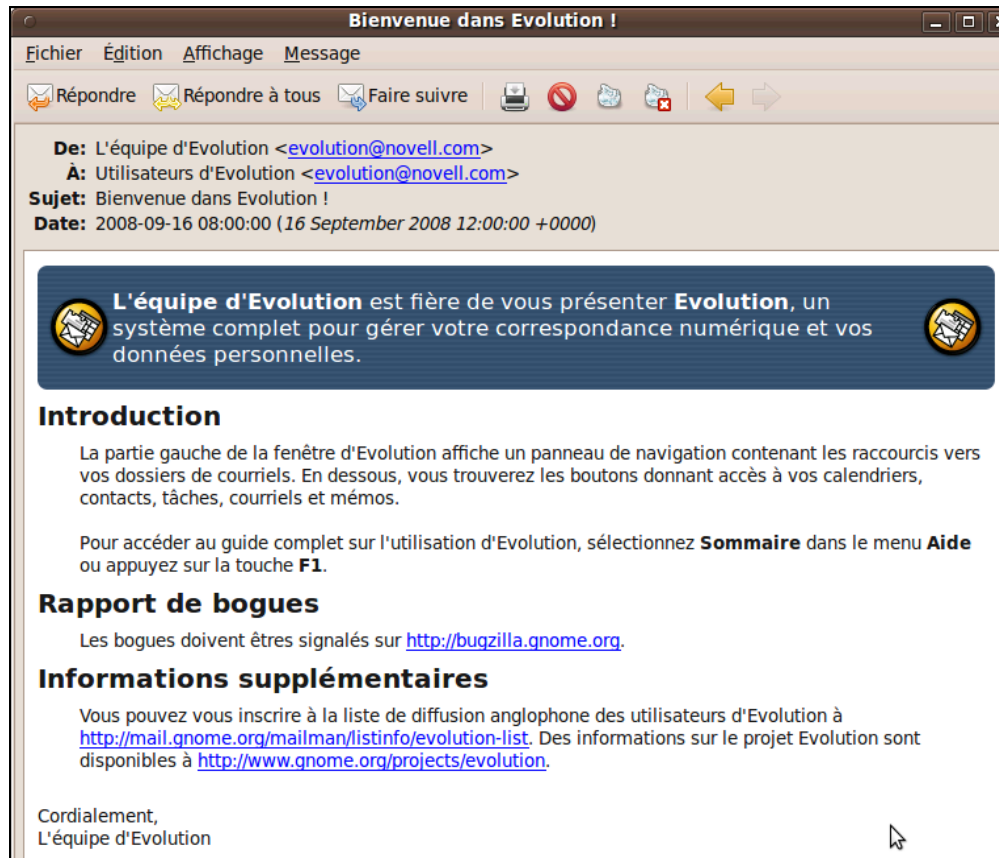 Bienvenue dans Evolution !
Fichier Édition Affichage Message
Répondre Répondre à tous Faire suivre
De: L'équipe d'Evolution <evolution@novell.com>
À: Utilisateurs d'Evolution <evolution@novell.com>
Sujet: Bienvenue dans Evolution !
Date: 2008-09-16 08:00:00 (16 September 2008 12:00:00 +0000)
L'équipe d'Evolution est fière de vous présenter Evolution, un
système complet pour gérer votre correspondance numérique et vos
données personnelles.
Introduction
La partie gauche de la fenêtre d'Evolution affiche un panneau de navigation contenant les raccourcis vers
vos dossiers de courriels. En dessous, vous trouverez les boutons donnant accès à vos calendriers,
contacts, tâches, courriels et mémos.
Pour accéder au guide complet sur l'utilisation d'Evolution, sélectionnez Sommaire dans le menu Aide
ou appuyez sur la touche F1.
Rapport de bogues
Les bogues doivent êtres signalés sur http://bugzilla.gnome.org.
Informations supplémentaires
Vous pouvez vous inscrire à la liste de diffusion anglophone des utilisateurs d'Evolution à
http://mail.gnome.org/mailman/listinfo/evolution-list. Des informations sur le projet Evolution sont
disponibles à http://www.gnome.org/projects/evolution.
Cordialement,
L'équipe d'Evolution